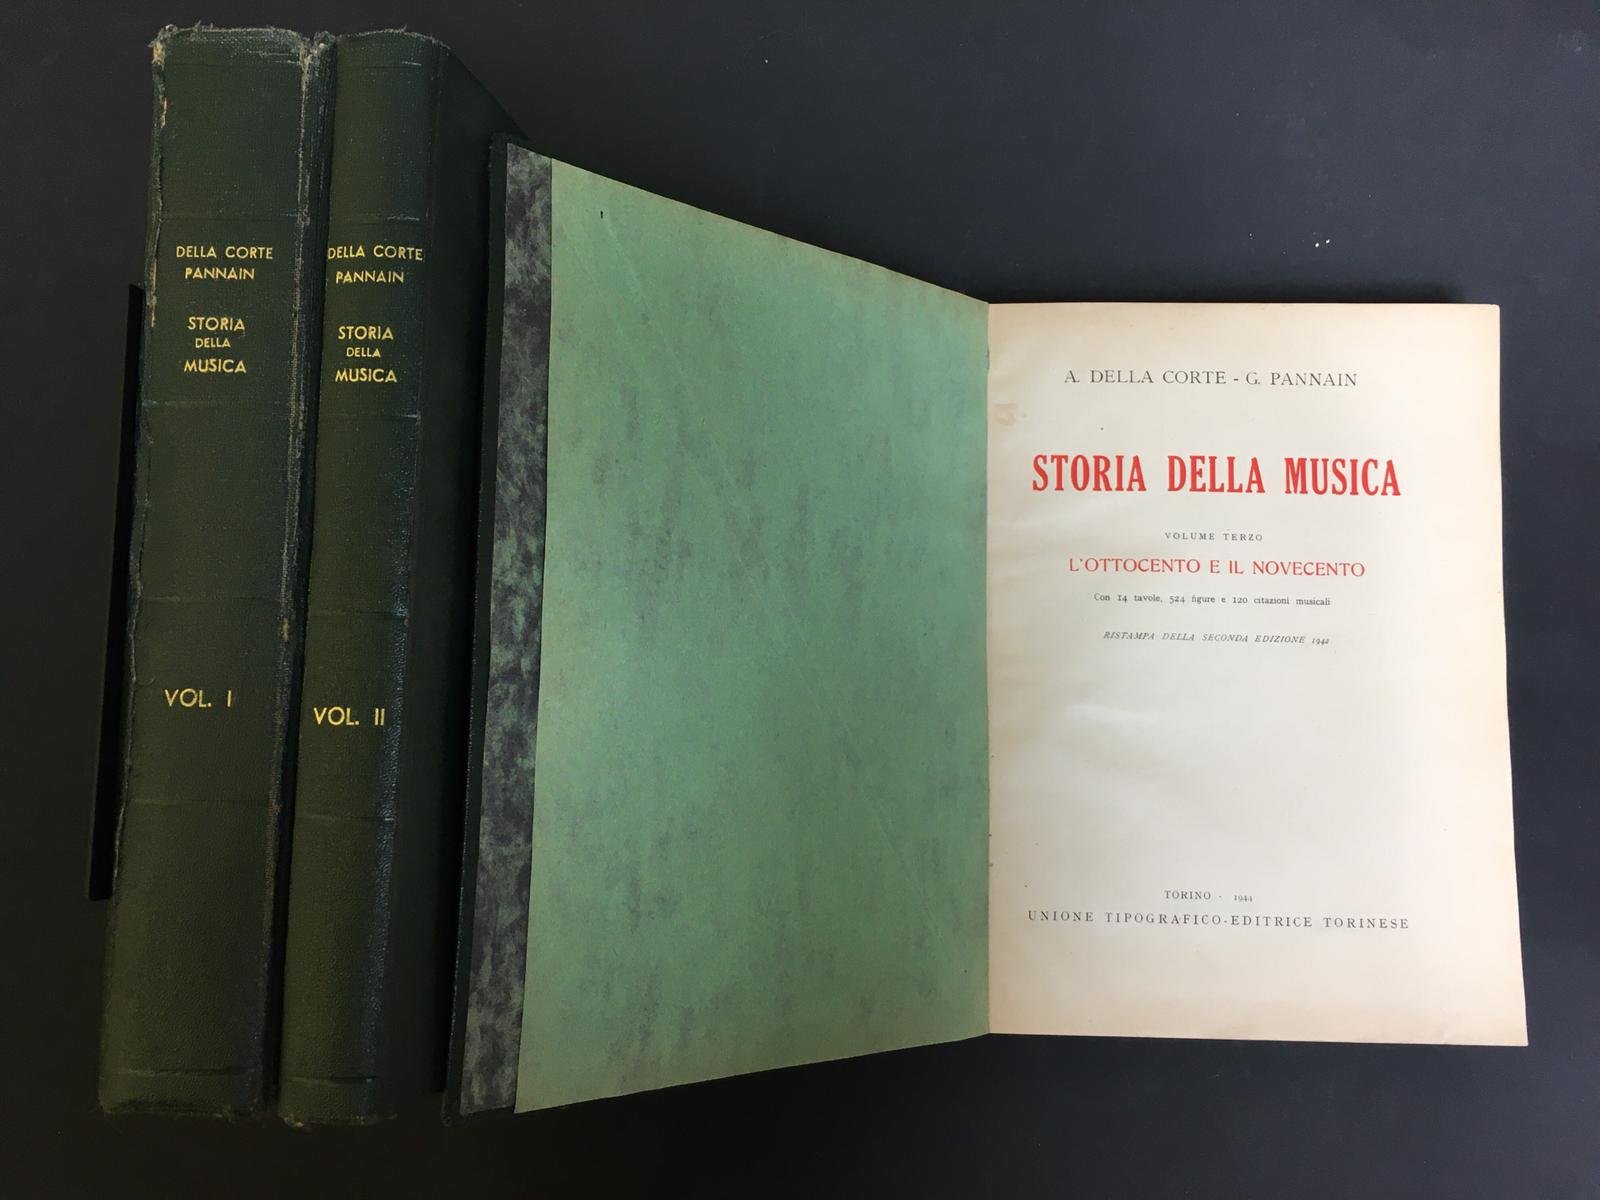 DELLA CORTE
PANNAIN
STORIA
DELLA
MUSICA
VOL. I
DELLA CORTE
PANNAIN
STORIA
DELLA
MUSICA
VOL. II
A. DELLA CORTE - G. PANNAIN
STORIA DELLA MUSICA
VOLUME TERZO
L'OTTOCENTO E IL NOVECENTO
Con 14 tavole, 524 figure e 120 citazioni musicali
RISTAMPA DELLA SECONDA EDIZIONE 1942
TORINO - 1944
UNIONE TIPOGRAFICO-EDITRICE TORINESE